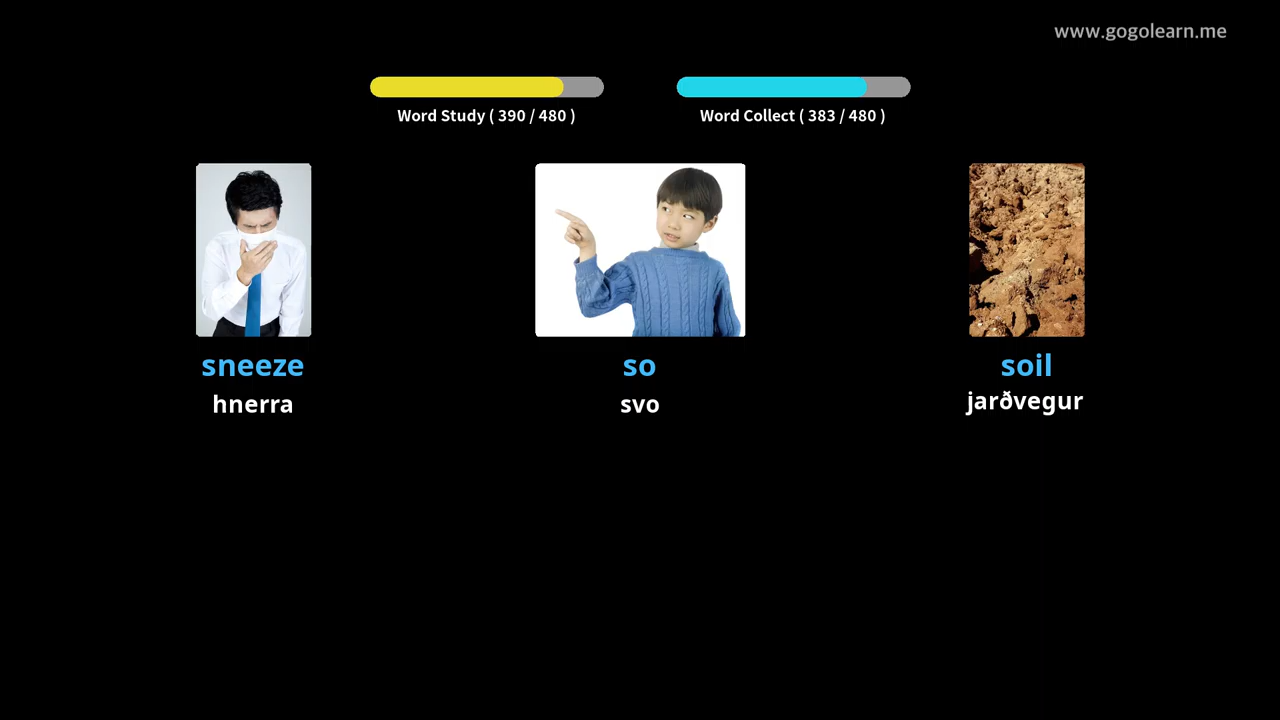 www.gogolearn.me
Word Study ( 390 / 480 )
Word Collect ( 383 / 480 )
sneeze
hnerra
so
svo
soil
jarðvegur